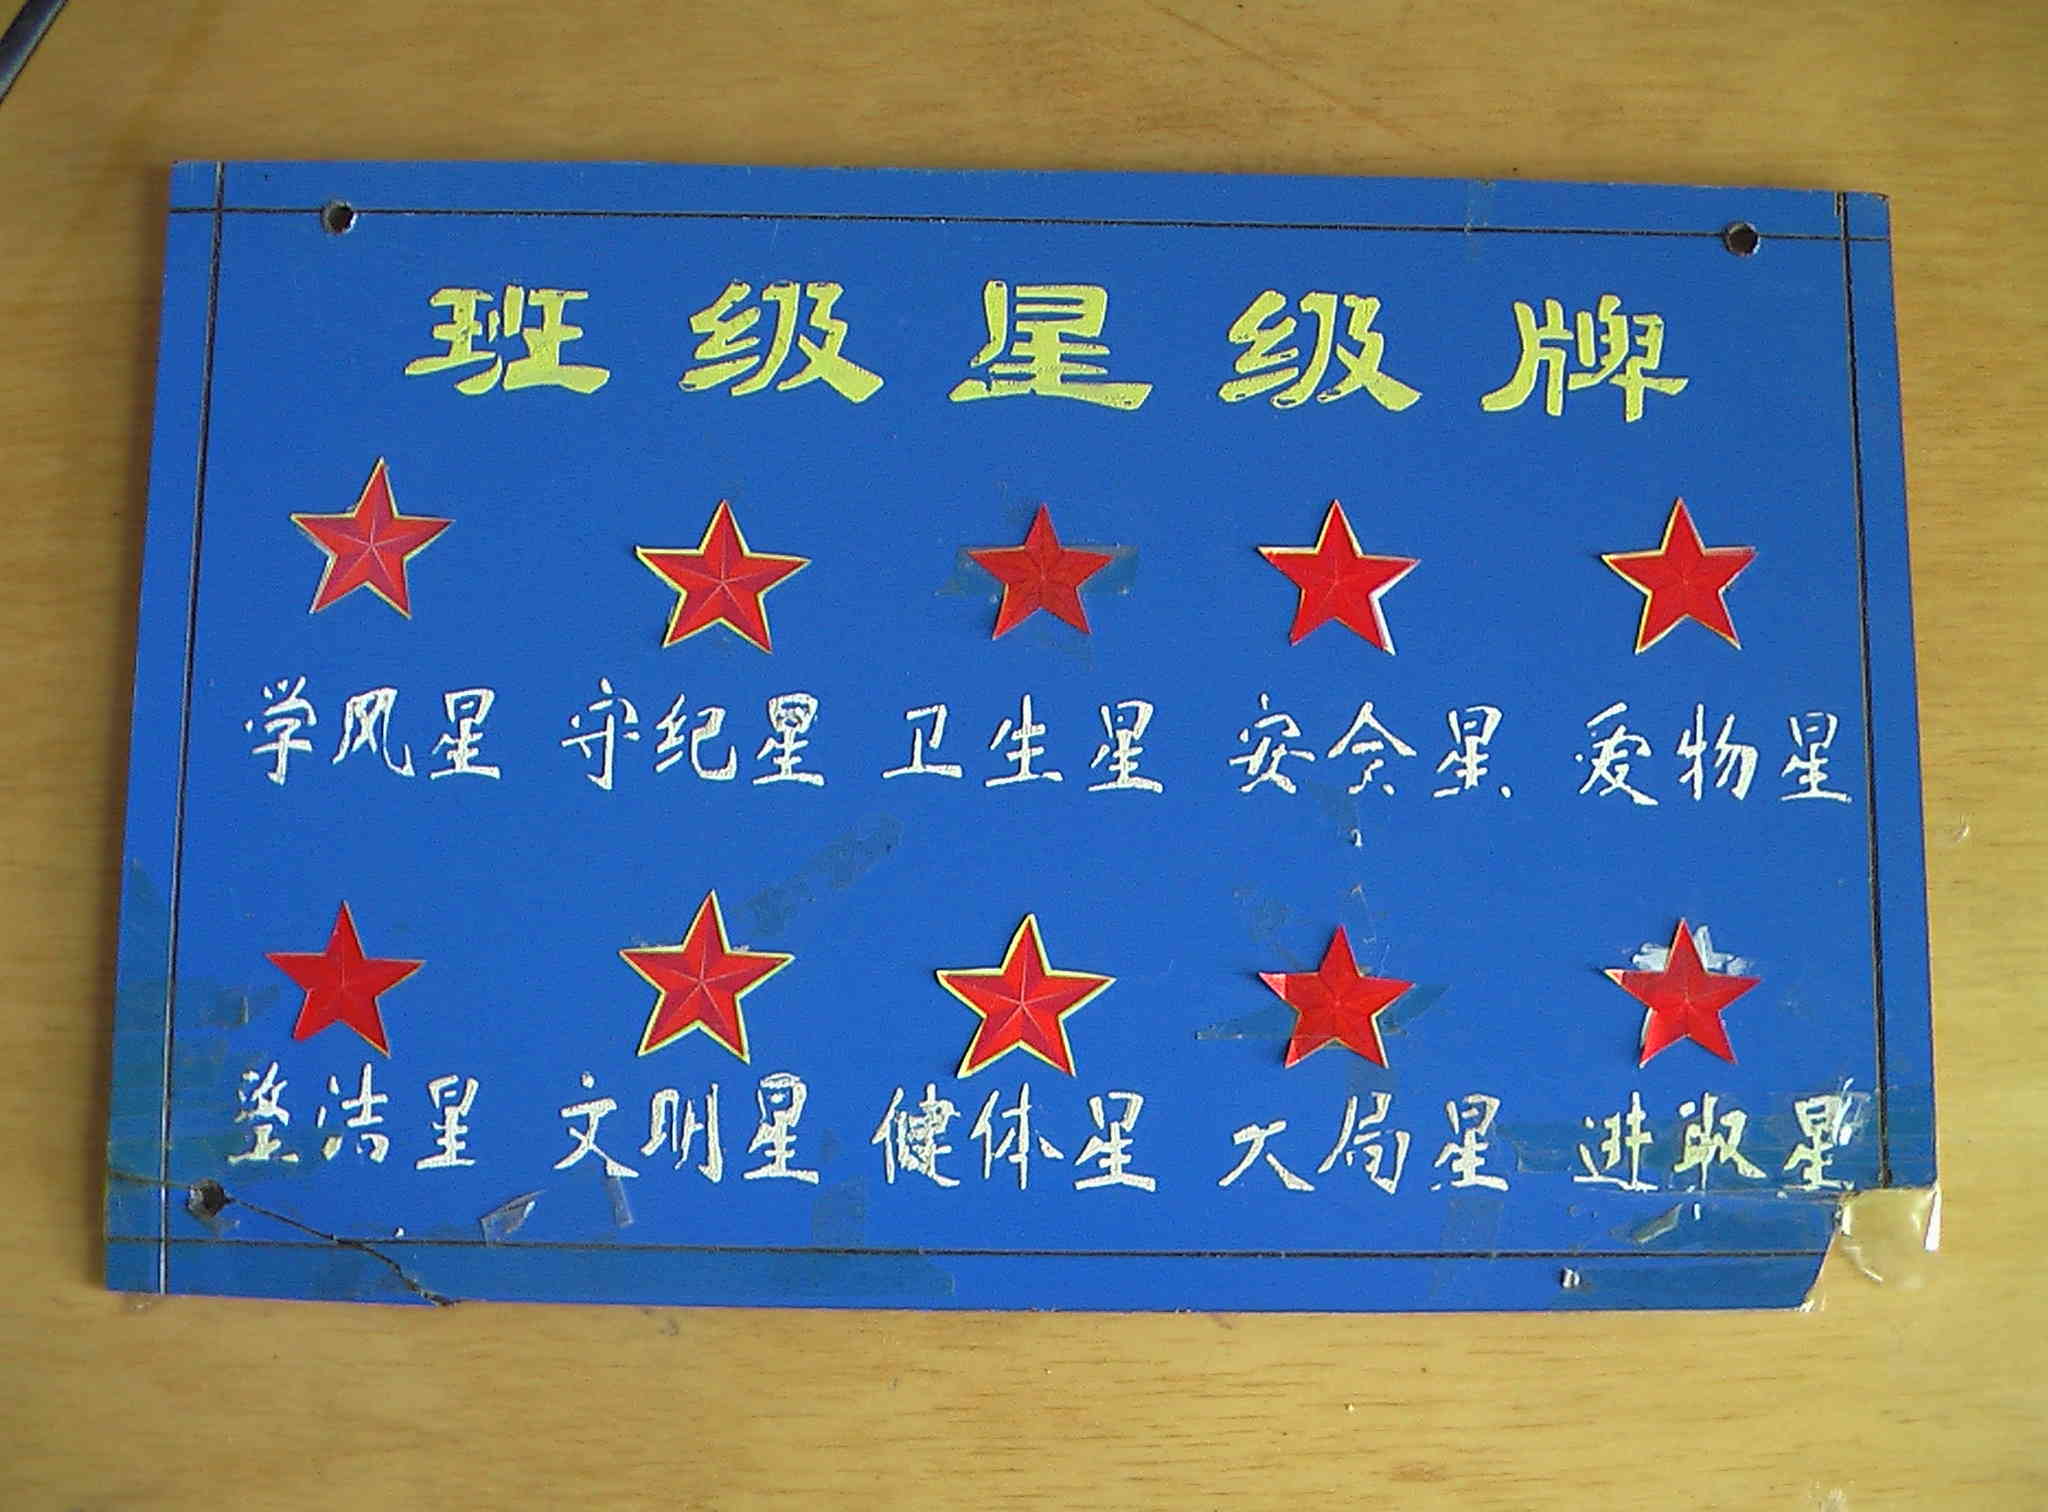 班级星级牌
学风星 守纪星 卫生星 安全星 爱物星
整洁星 文明星 健体星 大局星 进取星